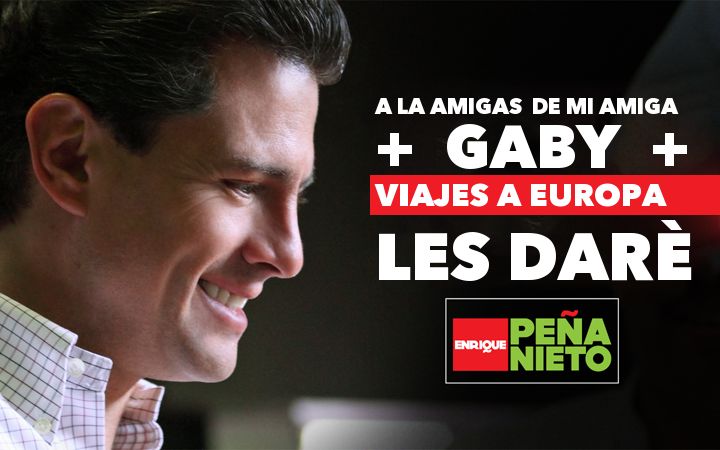 A LA AMIGAS DE MI AMIGA
+ GABY +
VIAJES A EUROPA
LES DARÈ
ENRIQUE
PEÑA
NIETO